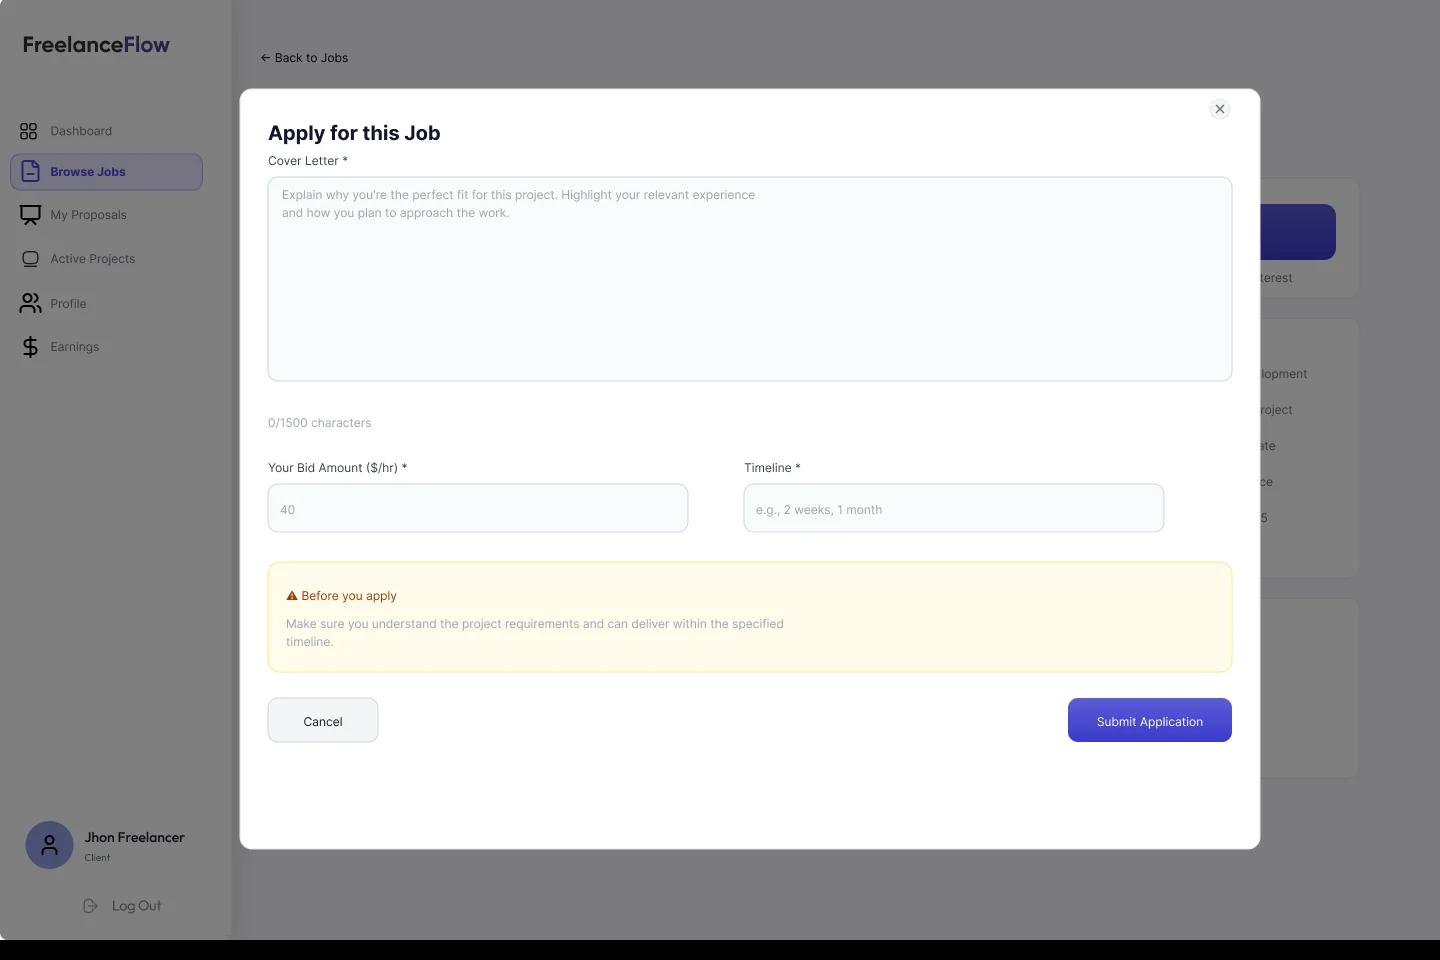 FreelanceFlow
Dashboard
Browse Jobs
My Proposals
Active Projects
Profile
Earnings
Jhon Freelancer
Client
Log Out
← Back to Jobs
Apply for this Job
Cover Letter *
Explain why you're the perfect fit for this project. Highlight your relevant experience
and how you plan to approach the work.
0/1500 characters
Your Bid Amount ($/hr) *
40
Timeline *
e.g., 2 weeks, 1 month
⚠ Before you apply
Make sure you understand the project requirements and can deliver within the specified
timeline.
Cancel
Submit Application